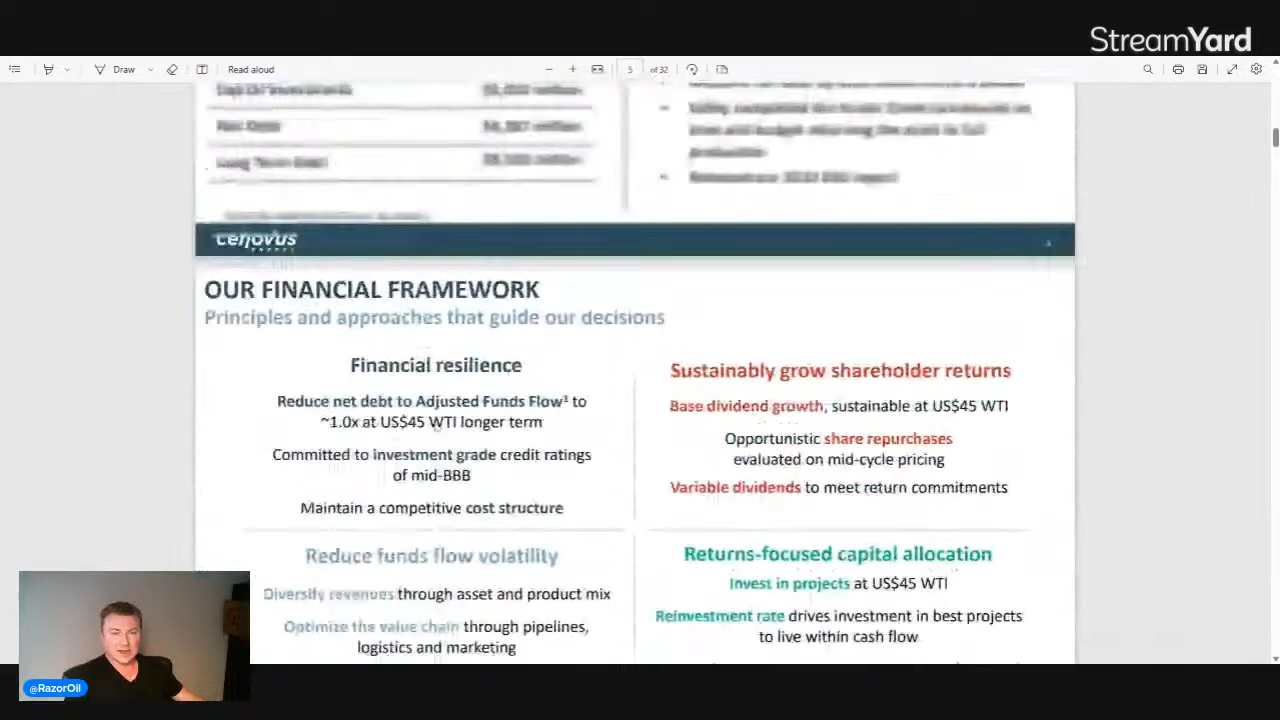 StreamYard
Draw
Read aloud
5 of 32
Net Debt
Long Term Debt
cenovus
ENERGY
OUR FINANCIAL FRAMEWORK
Principles and approaches that guide our decisions
Financial resilience
Reduce net debt to Adjusted Funds Flow¹ to
~1.0x at US$45 WTI longer term
Committed to investment grade credit ratings
of mid-BBB
Maintain a competitive cost structure
Sustainably grow shareholder returns
Base dividend growth, sustainable at US$45 WTI
Opportunistic share repurchases
evaluated on mid-cycle pricing
Variable dividends to meet return commitments
Reduce funds flow volatility
Diversify revenues through asset and product mix
Optimize the value chain through pipelines,
logistics and marketing
Returns-focused capital allocation
Invest in projects at US$45 WTI
Reinvestment rate drives investment in best projects
to live within cash flow
@RazorOil